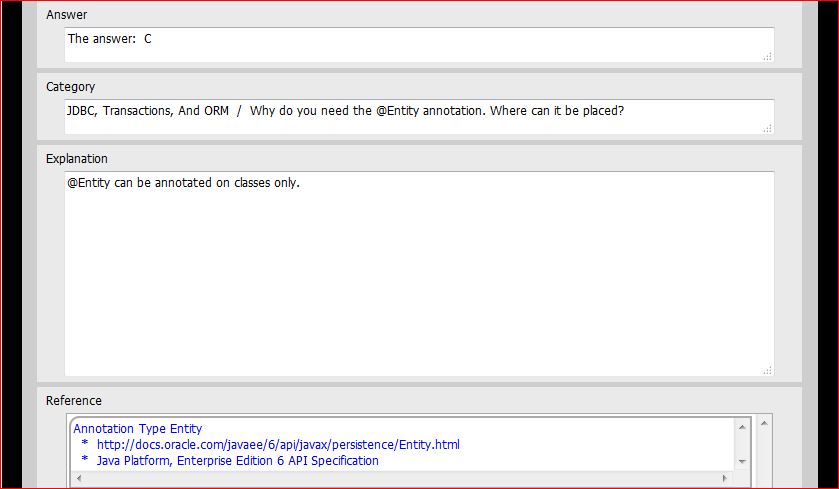 Answer
The answer:  C
Category
JDBC, Transactions, And ORM  /  Why do you need the @Entity annotation. Where can it be placed?
Explanation
@Entity can be annotated on classes only.
Reference
Annotation Type Entity
* http://docs.oracle.com/javaee/6/api/javax/persistence/Entity.html
* Java Platform, Enterprise Edition 6 API Specification